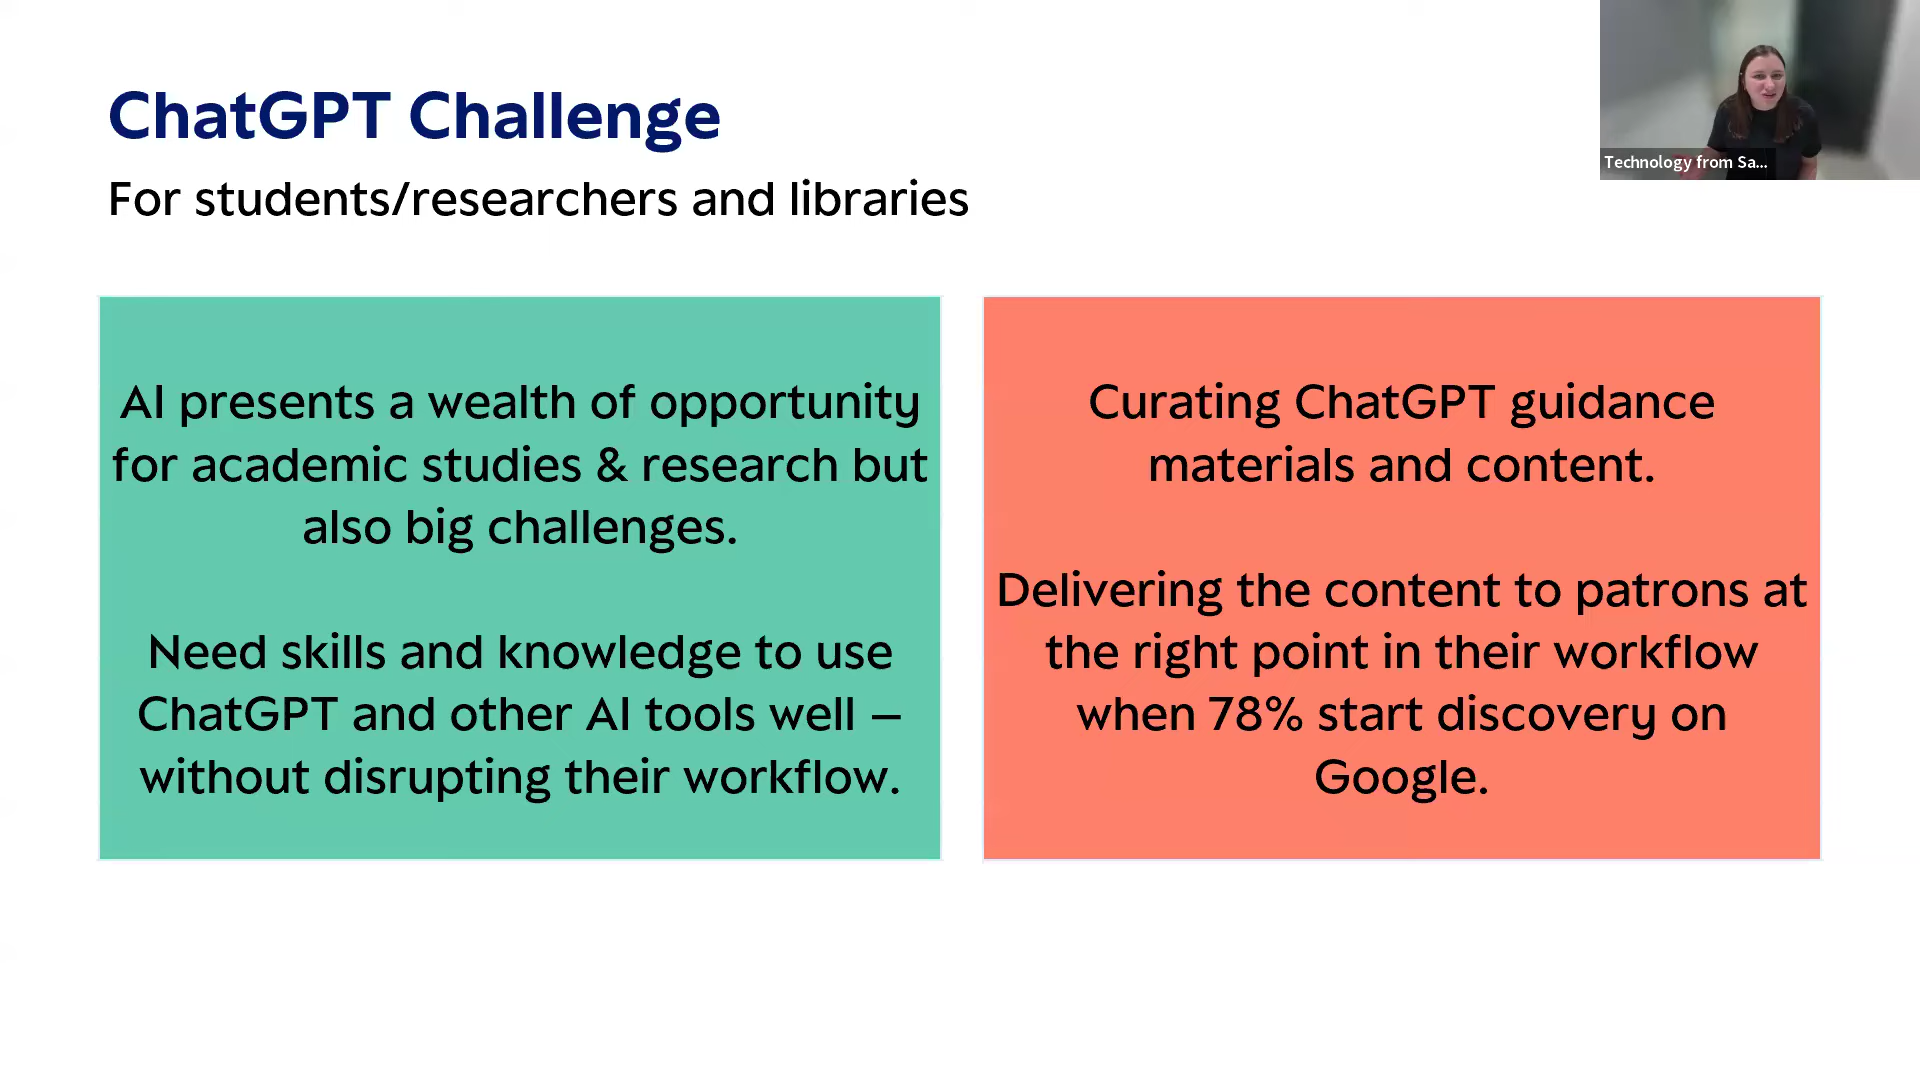 ChatGPT Challenge
For students/researchers and libraries
Technology from Sa...
AI presents a wealth of opportunity
for academic studies & research but
also big challenges.
Need skills and knowledge to use
ChatGPT and other AI tools well –
without disrupting their workflow.
Curating ChatGPT guidance
materials and content.
Delivering the content to patrons at
the right point in their workflow
when 78% start discovery on
Google.